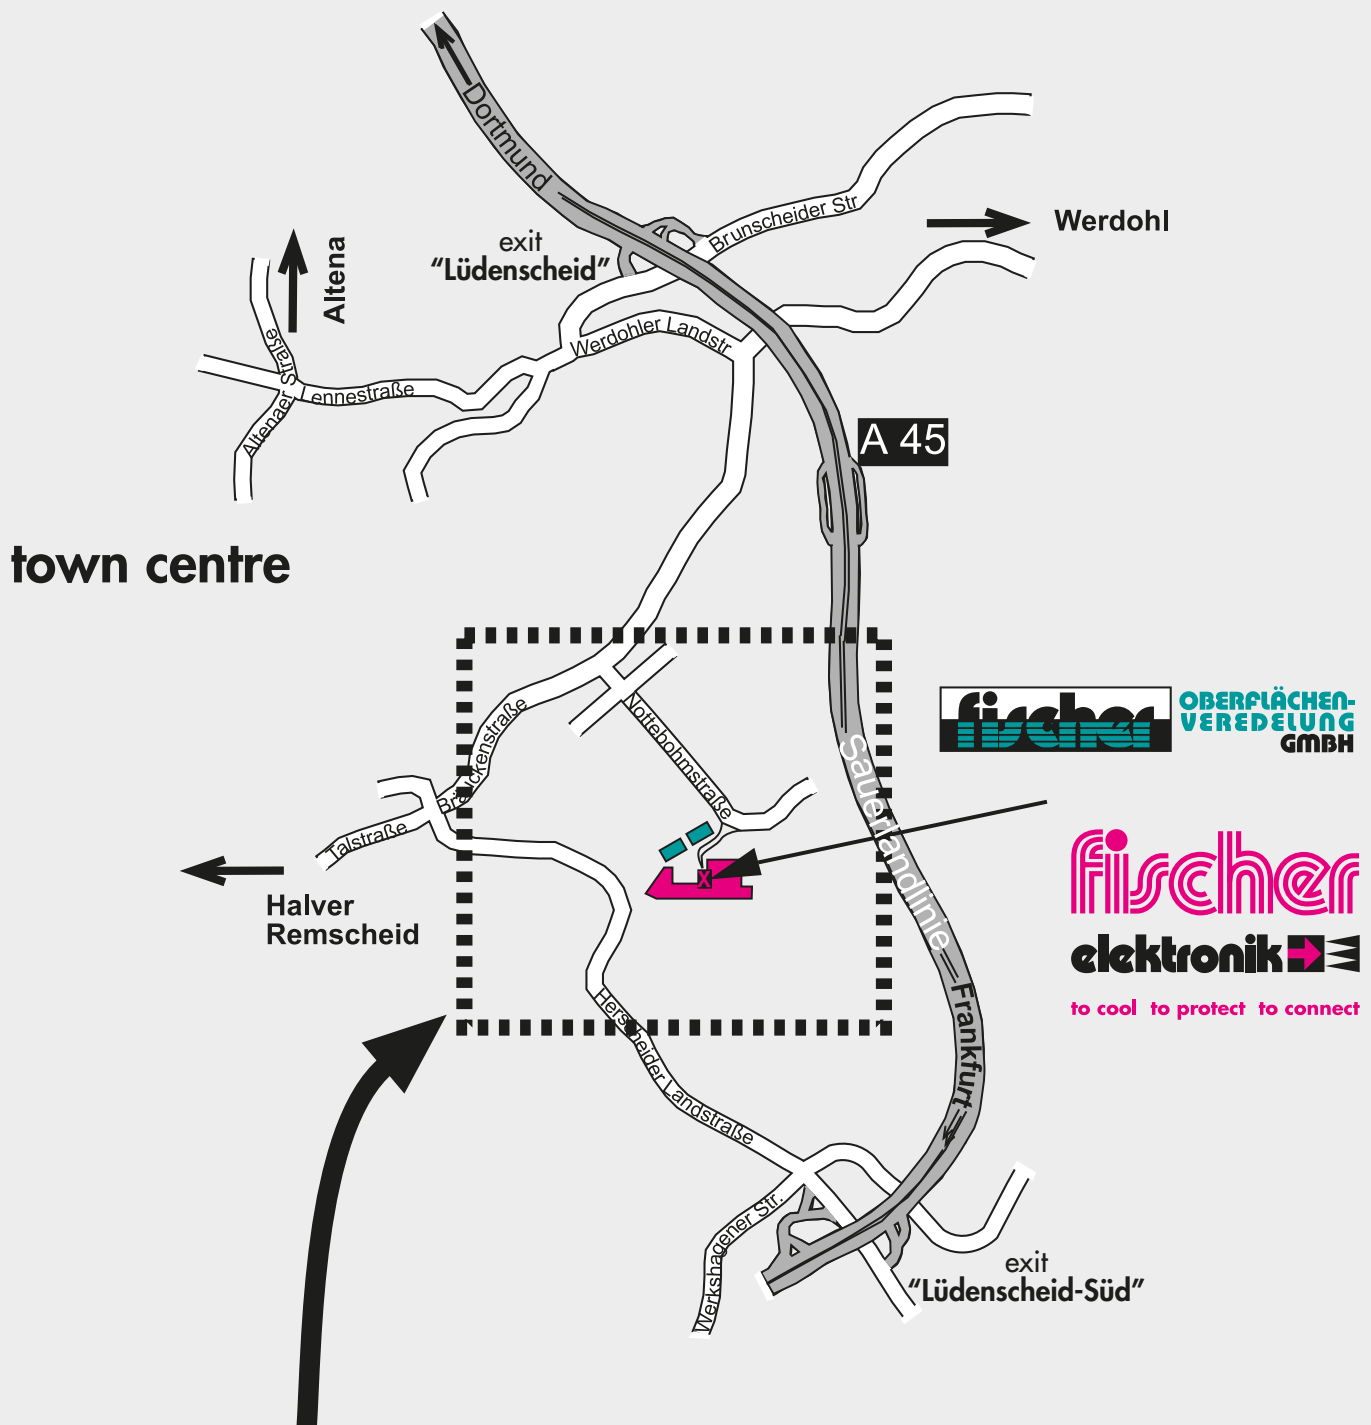 Dortmund
Brunscheider Str
Werdohl
exit
“Lüdenscheid”
Altena
Werdohler Landstr
Altenaer Straße
Lennestraße
A 45
town centre
Nottebohmstraße
Bräuckenstraße
Talstraße
Sauerlandlinie
fischer
OBERFLÄCHEN-
VEREDELUNG
GMBH
X
Halver
Remscheid
fischer
elektronik
to cool to protect to connect
Frankfurt
Herscheider Landstraße
Werkshagener Str.
exit
“Lüdenscheid-Süd”